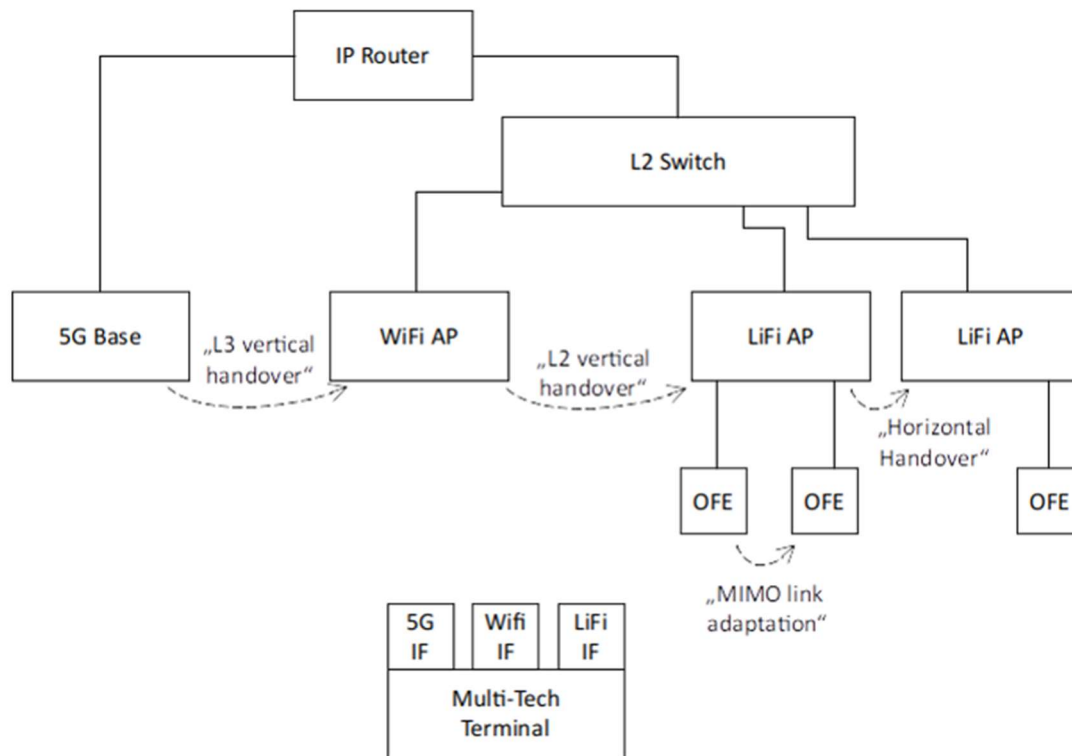 IP Router
L2 Switch
5G Base
WiFi AP
LiFi AP
LiFi AP
„L3 vertical
handover“
„L2 vertical
handover“
„Horizontal
Handover“
OFE
OFE
OFE
„MIMO link
adaptation“
5G
IF
Wifi
IF
LiFi
IF
Multi-Tech
Terminal